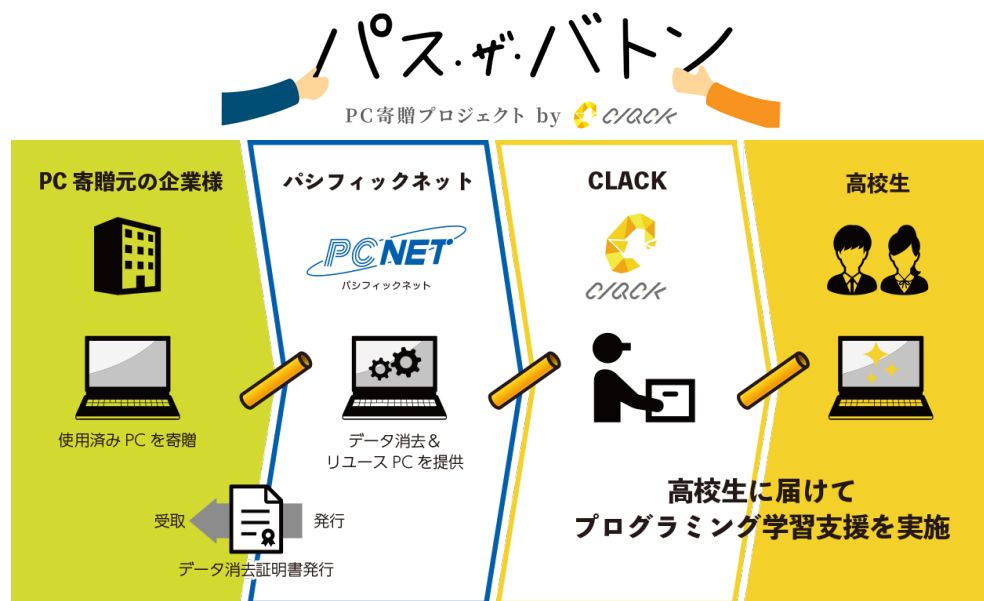 パス・ザ・バトン
PC寄贈プロジェクト by CLACK
PC 寄贈元の企業様
使用済み PC を寄贈
パシフィックネット
PC NET
パシフィックネット
データ消去 &
リユース PC を提供
受取
発行
データ消去証明書発行
CLACK
CLACK
高校生
高校生に届けて
プログラミング学習支援を実施